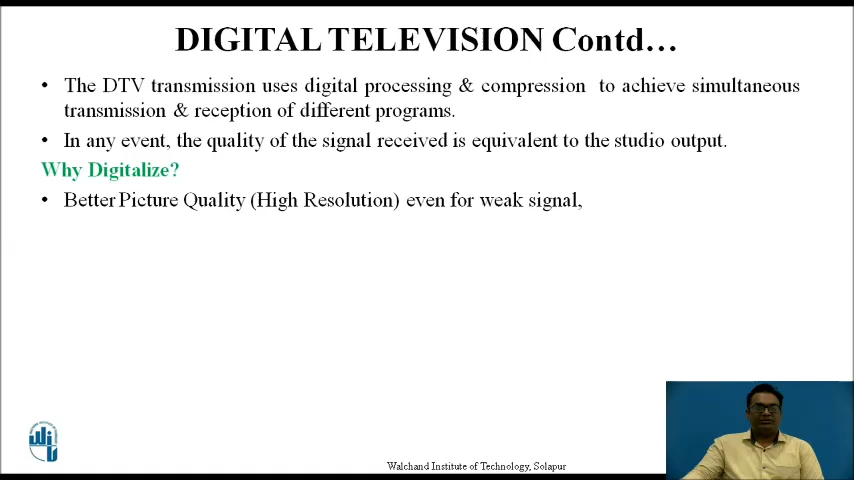 DIGITAL TELEVISION Contd…
• The DTV transmission uses digital processing & compression to achieve simultaneous
transmission & reception of different programs.
• In any event, the quality of the signal received is equivalent to the studio output.
Why Digitalize?
• Better Picture Quality (High Resolution) even for weak signal,
Walchand Institute of Technology, Solapur